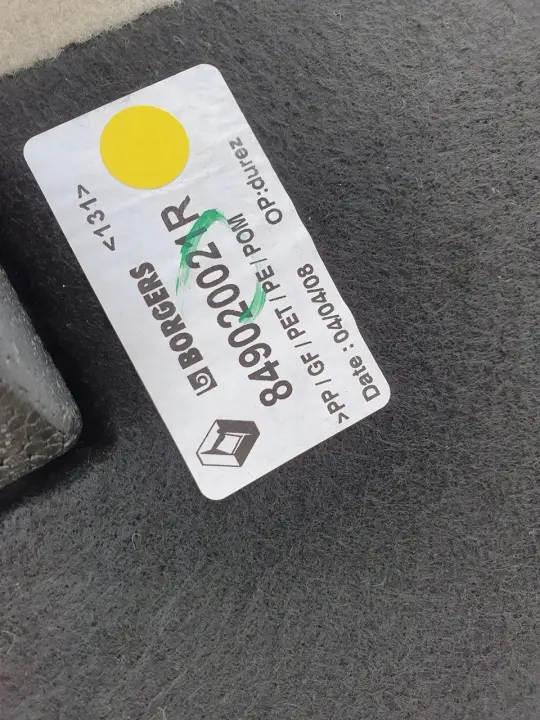 <131>
BORGERS
849020021R
>PP / GF / PET / PE / POM
OP:durez
Date : 04/04/08